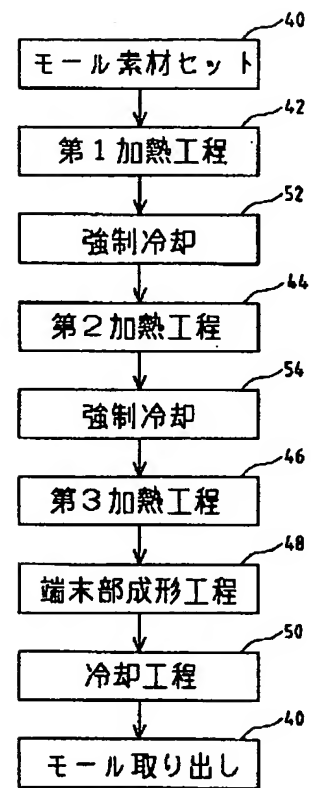 40
モール素材セット
42
第1加熱工程
52
強制冷却
44
第2加熱工程
54
強制冷却
46
第3加熱工程
48
端末部成形工程
50
冷却工程
40
モール取り出し